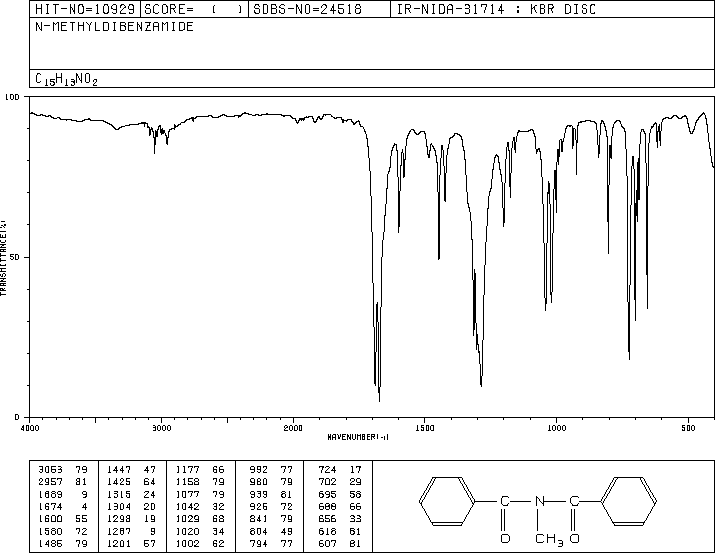 HIT-NO=10929 SCORE= ( ) SDBS-NO=24518 IR-NIDA-31714 : KBR DISC
N-METHYLDIBENZAMIDE
C15H13NO2
100
TRANSMITTANCE(%)
50
0
4000 3000 2000 1500 1000 500
WAVENUMBER(-1)
3063 79 1447 47 1177 66 992 77 724 17
2957 81 1425 64 1158 79 980 79 702 29
1689 9 1315 24 1077 79 939 81 695 58
1674 4 1304 20 1042 32 926 72 688 66
1600 55 1298 19 1029 68 841 79 656 33
1580 72 1287 9 1020 34 804 49 618 81
1486 79 1201 57 1002 62 794 77 607 81
C N C
O CH3 O